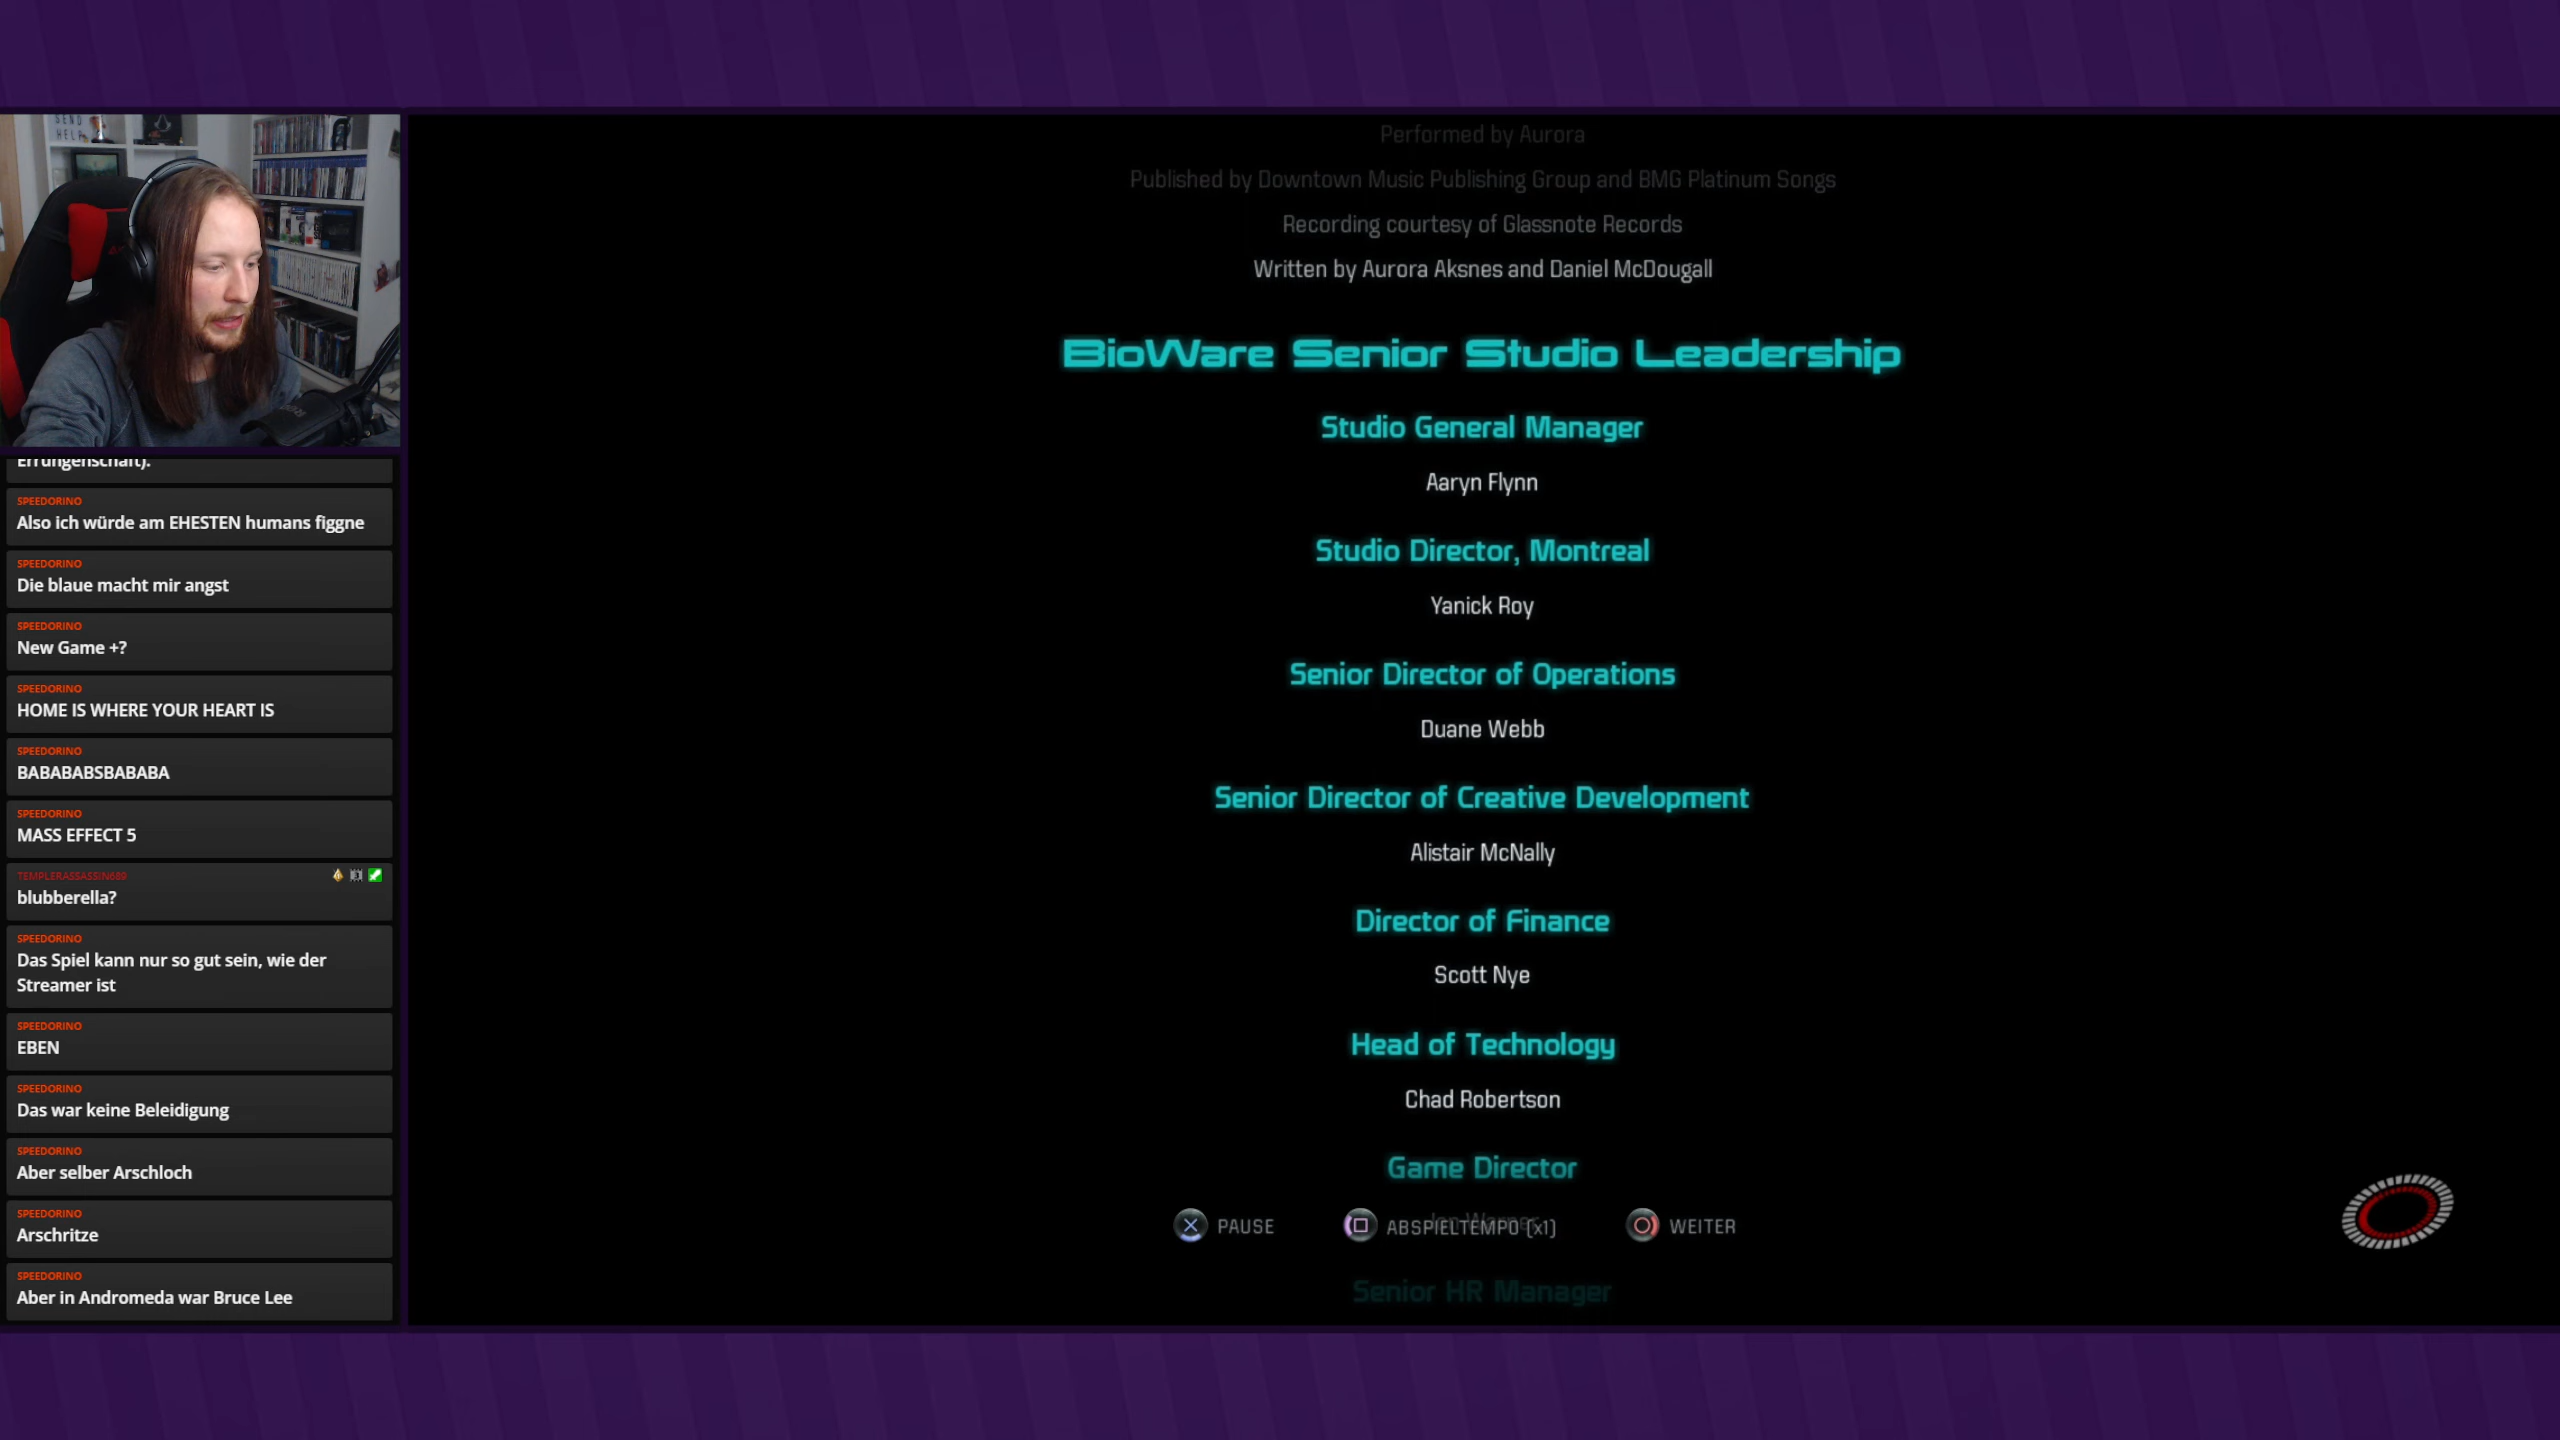 SEND
HELP
Errungenschaft).
SPEEDORINO
Also ich würde am EHESTEN humans figgne
SPEEDORINO
Die blaue macht mir angst
SPEEDORINO
New Game +?
SPEEDORINO
HOME IS WHERE YOUR HEART IS
SPEEDORINO
BABABABSBABABA
SPEEDORINO
MASS EFFECT 5
TEMPLERASSASSIN689
blubberella?
SPEEDORINO
Das Spiel kann nur so gut sein, wie der
Streamer ist
SPEEDORINO
EBEN
SPEEDORINO
Das war keine Beleidigung
SPEEDORINO
Aber selber Arschloch
SPEEDORINO
Arschritze
SPEEDORINO
Aber in Andromeda war Bruce Lee
Performed by Aurora
Published by Downtown Music Publishing Group and BMG Platinum Songs
Recording courtesy of Glassnote Records
Written by Aurora Aksnes and Daniel McDougall
BioWare Senior Studio Leadership
Studio General Manager
Aaryn Flynn
Studio Director, Montreal
Yanick Roy
Senior Director of Operations
Duane Webb
Senior Director of Creative Development
Alistair McNally
Director of Finance
Scott Nye
Head of Technology
Chad Robertson
Game Director
Jon Warner
PAUSE ABSPIELTEMPO (x1) WEITER
Senior HR Manager